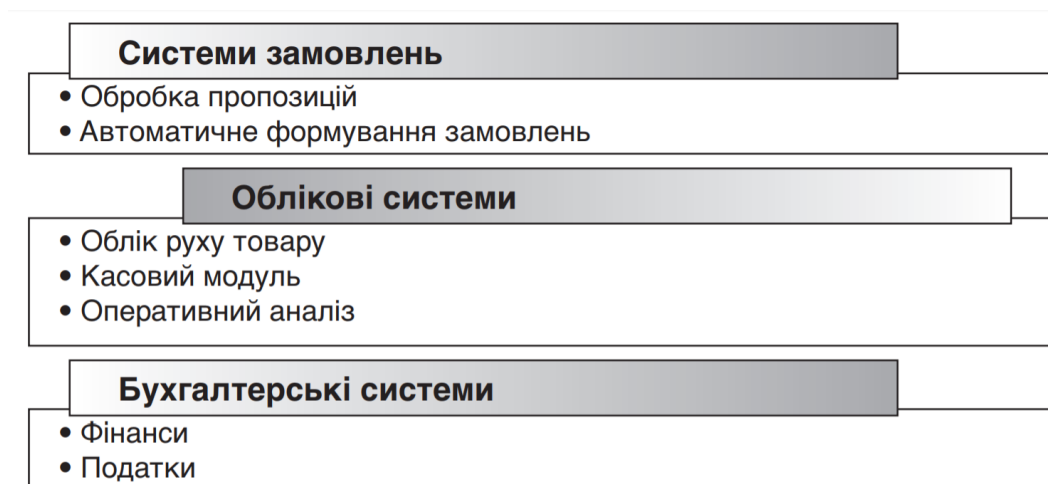 Системи замовлень
• Обробка пропозицій
• Автоматичне формування замовлень
Облікові системи
• Облік руху товару
• Касовий модуль
• Оперативний аналіз
Бухгалтерські системи
• Фінанси
• Податки